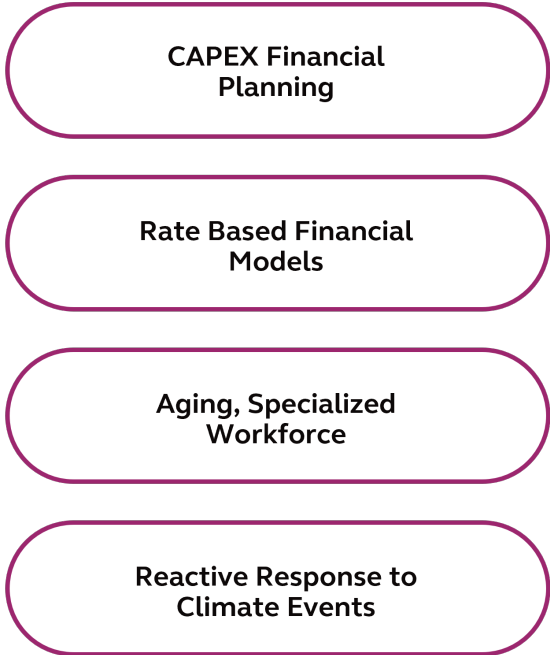 CAPEX Financial
Planning
Rate Based Financial
Models
Aging, Specialized
Workforce
Reactive Response to
Climate Events